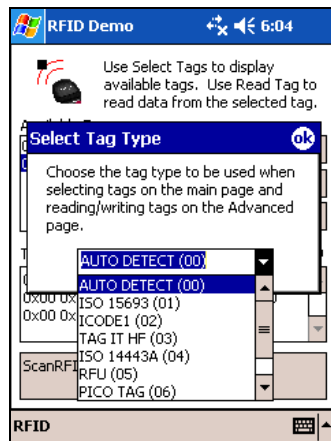 RFID Demo 6:04
Use Select Tags to display
available tags. Use Read Tag to
read data from the selected tag.
Select Tag Type ok
Choose the tag type to be used when
selecting tags on the main page and
reading/writing tags on the Advanced
page.
AUTO DETECT (00)
AUTO DETECT (00)
ISO 15693 (01)
0x00 0x
ICODE1 (02)
0x00 0x
TAG IT HF (03)
ISO 14443A (04)
ScanRFI
RFU (05)
PICO TAG (06)
RFID